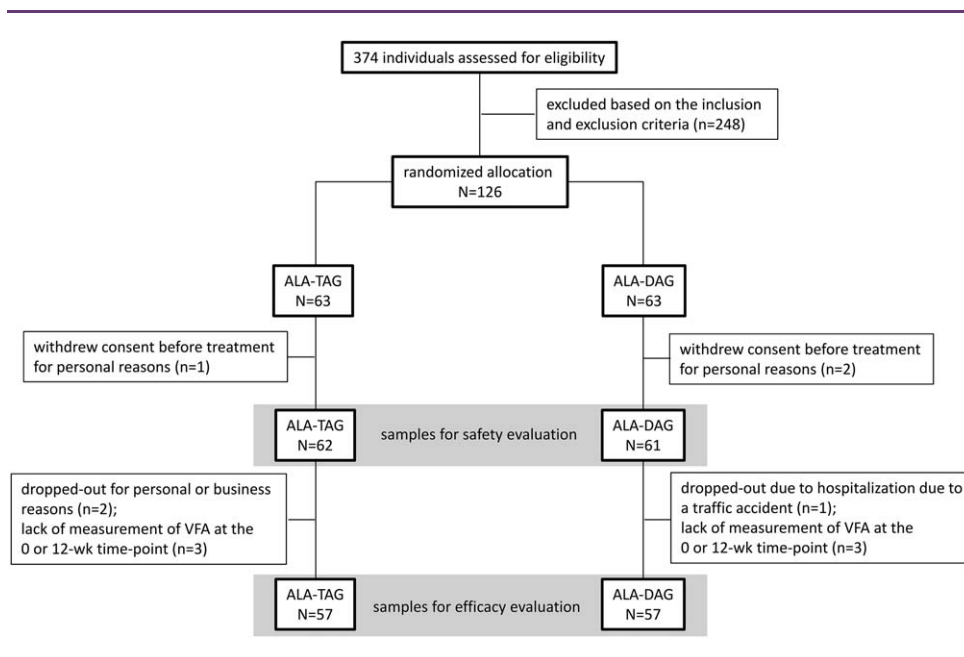 374 individuals assessed for eligibility
excluded based on the inclusion
and exclusion criteria (n=248)
randomized allocation
N=126
ALA-TAG
N=63
ALA-DAG
N=63
withdrew consent before treatment
for personal reasons (n=1)
withdrew consent before treatment
for personal reasons (n=2)
ALA-TAG
N=62
samples for safety evaluation
ALA-DAG
N=61
dropped-out for personal or business
reasons (n=2);
lack of measurement of VFA at the
0 or 12-wk time-point (n=3)
dropped-out due to hospitalization due to
a traffic accident (n=1);
lack of measurement of VFA at the
0 or 12-wk time-point (n=3)
ALA-TAG
N=57
samples for efficacy evaluation
ALA-DAG
N=57